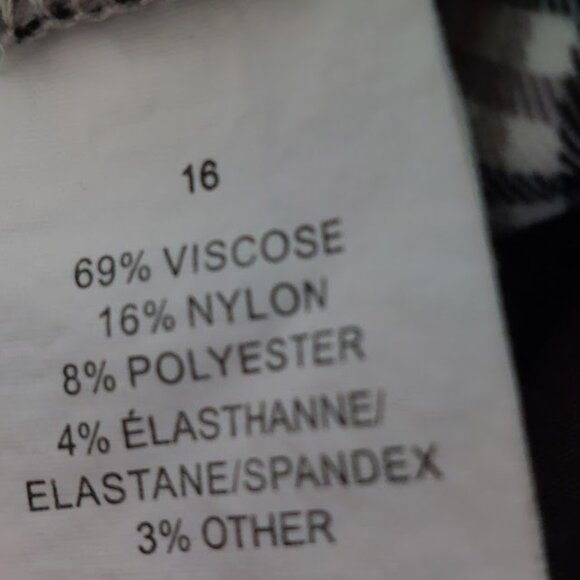 16
69% VISCOSE
16% NYLON
8% POLYESTER
4% ÉLASTHANNE/
ELASTANE/SPANDEX
3% OTHER